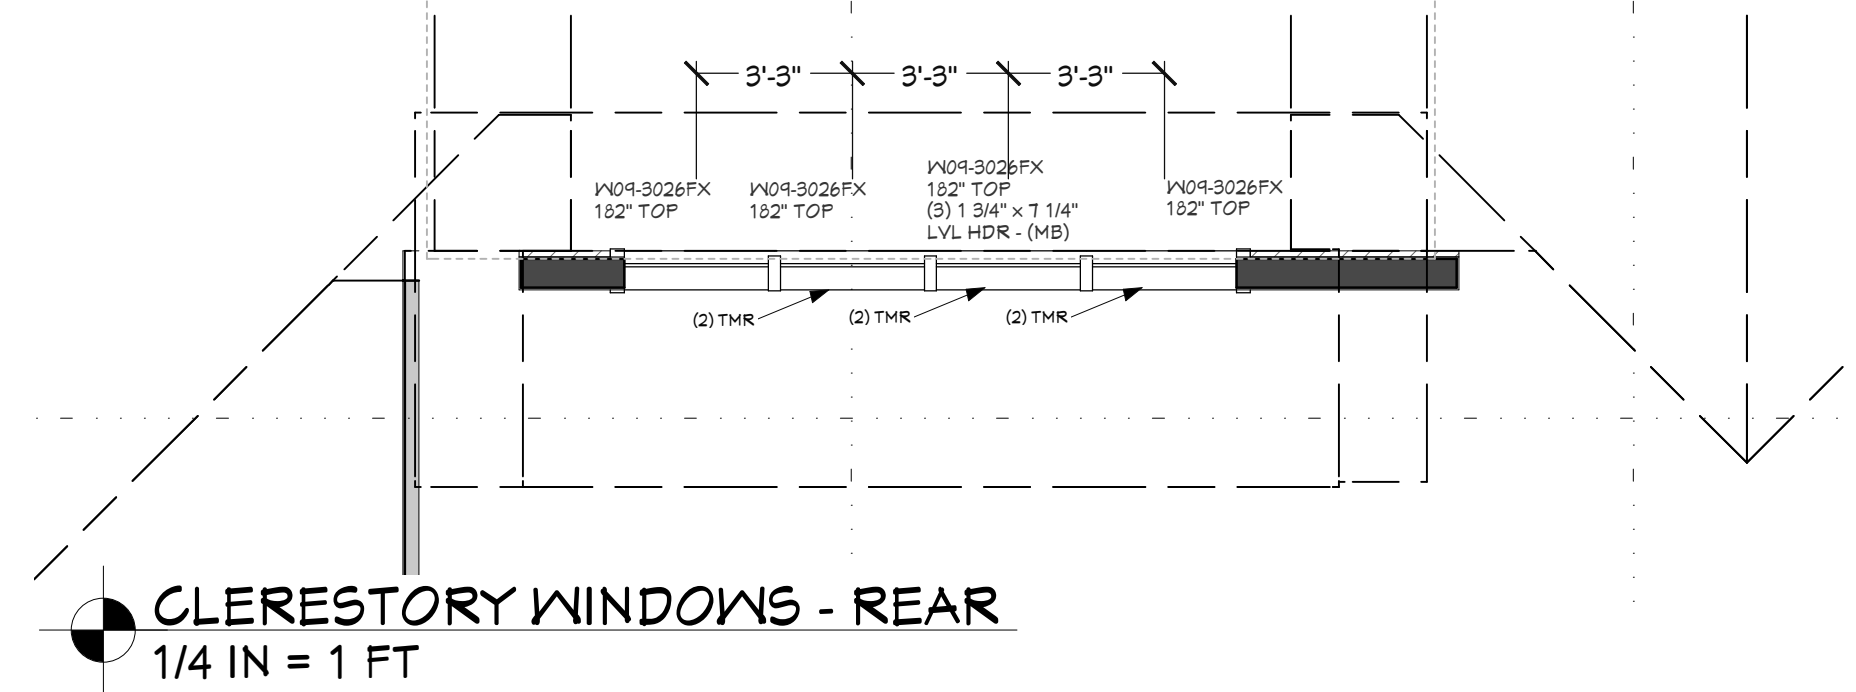 3'-3" 3'-3" 3'-3"
W09-3026FX
182" TOP
W09-3026FX
182" TOP
W09-3026FX
182" TOP
(3) 1 3/4" x 7 1/4"
LVL HDR - (MB)
W09-3026FX
182" TOP
(2) TMR (2) TMR (2) TMR
CLERESTORY WINDOWS - REAR
1/4 IN = 1 FT